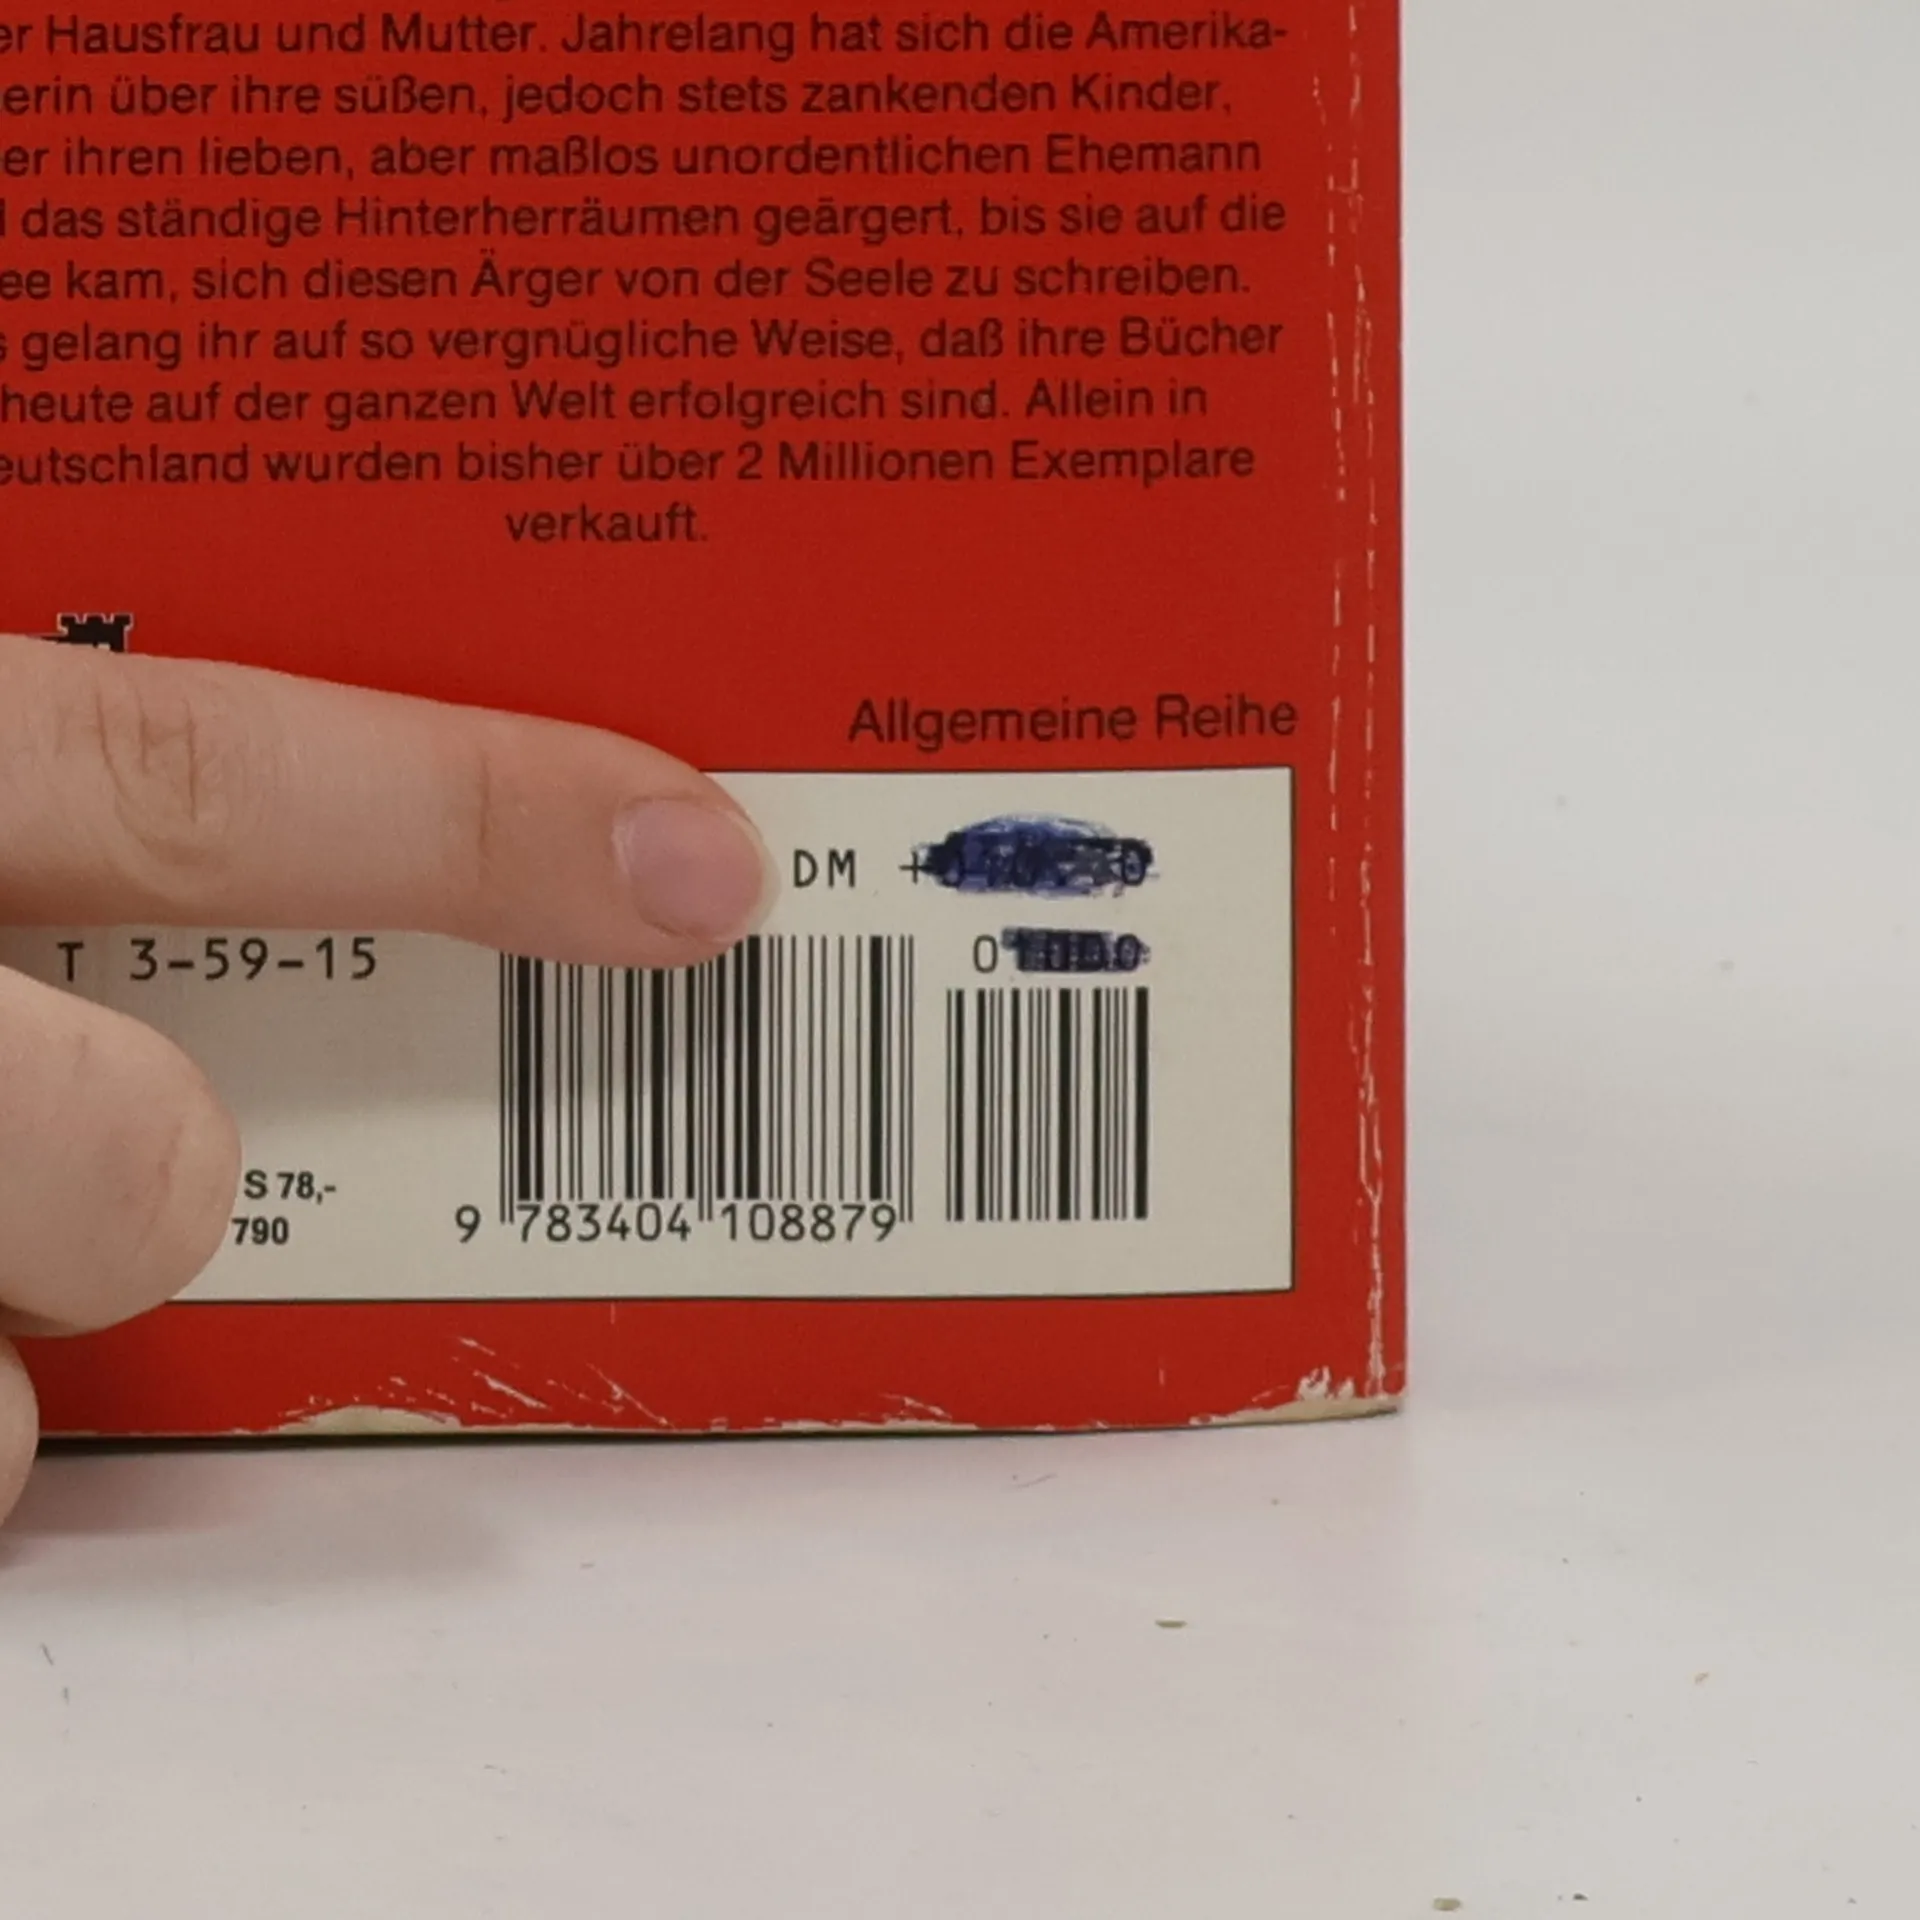 er Hausfrau und Mutter. Jahrelang hat sich die Amerika-
erin über ihre süßen, jedoch stets zankenden Kinder,
er ihren lieben, aber maßlos unordentlichen Ehemann
das ständige Hinterherräumen geärgert, bis sie auf die
ee kam, sich diesen Ärger von der Seele zu schreiben.
s gelang ihr auf so vergnügliche Weise, daß ihre Bücher
heute auf der ganzen Welt erfolgreich sind. Allein in
eutschland wurden bisher über 2 Millionen Exemplare
verkauft.
Allgemeine Reihe
DM
T 3-59-15
S 78,-
790
9 783404 108879